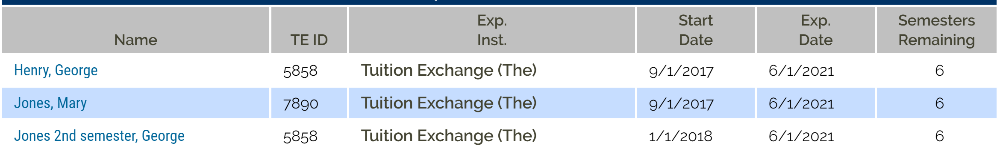 Name TE ID Exp. Inst. Start Date Exp. Date Semesters Remaining
Henry, George 5858 Tuition Exchange (The) 9/1/2017 6/1/2021 6
Jones, Mary 7890 Tuition Exchange (The) 9/1/2017 6/1/2021 6
Jones 2nd semester, George 5858 Tuition Exchange (The) 1/1/2018 6/1/2021 6